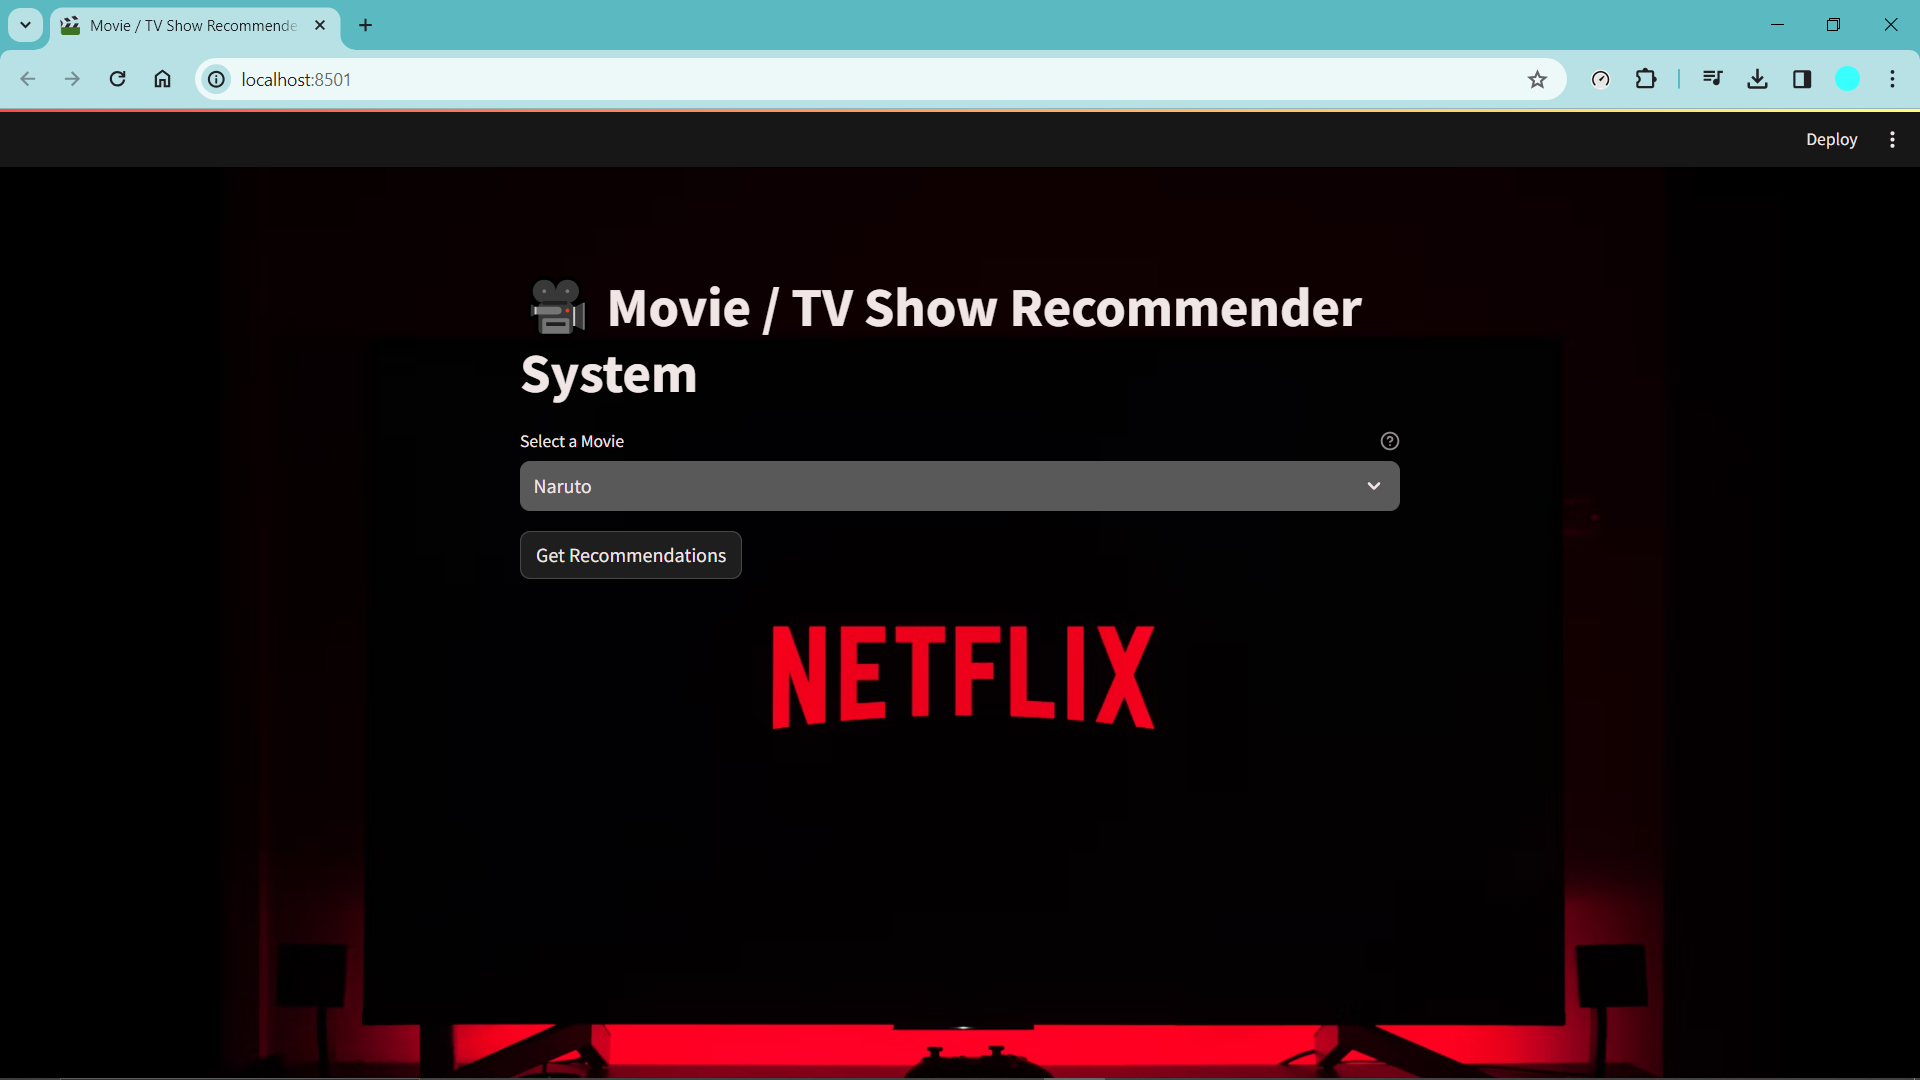 Movie / TV Show Recommende
localhost:8501
Deploy
Movie / TV Show Recommender
System
Select a Movie
Naruto
Get Recommendations
NETFLIX